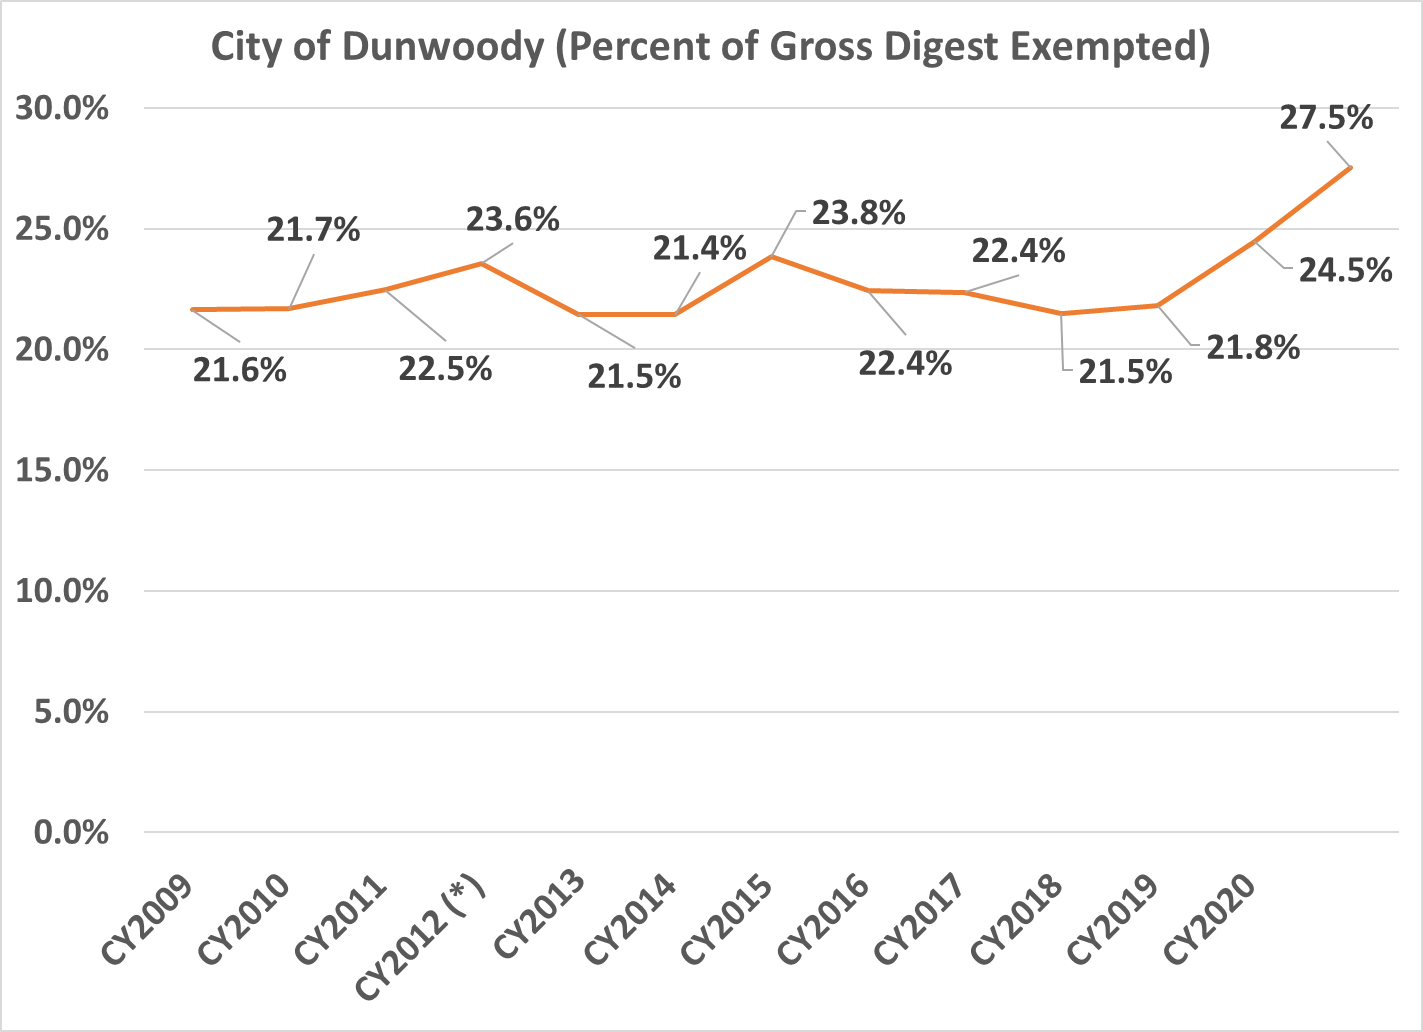 City of Dunwoody (Percent of Gross Digest Exempted)
30.0%
25.0%
20.0%
15.0%
10.0%
5.0%
0.0%
21.6%
21.7%
22.5%
23.6%
21.5%
21.4%
23.8%
22.4%
22.4%
21.5%
21.8%
24.5%
27.5%
CY2009
CY2010
CY2011
CY2012 (*)
CY2013
CY2014
CY2015
CY2016
CY2017
CY2018
CY2019
CY2020